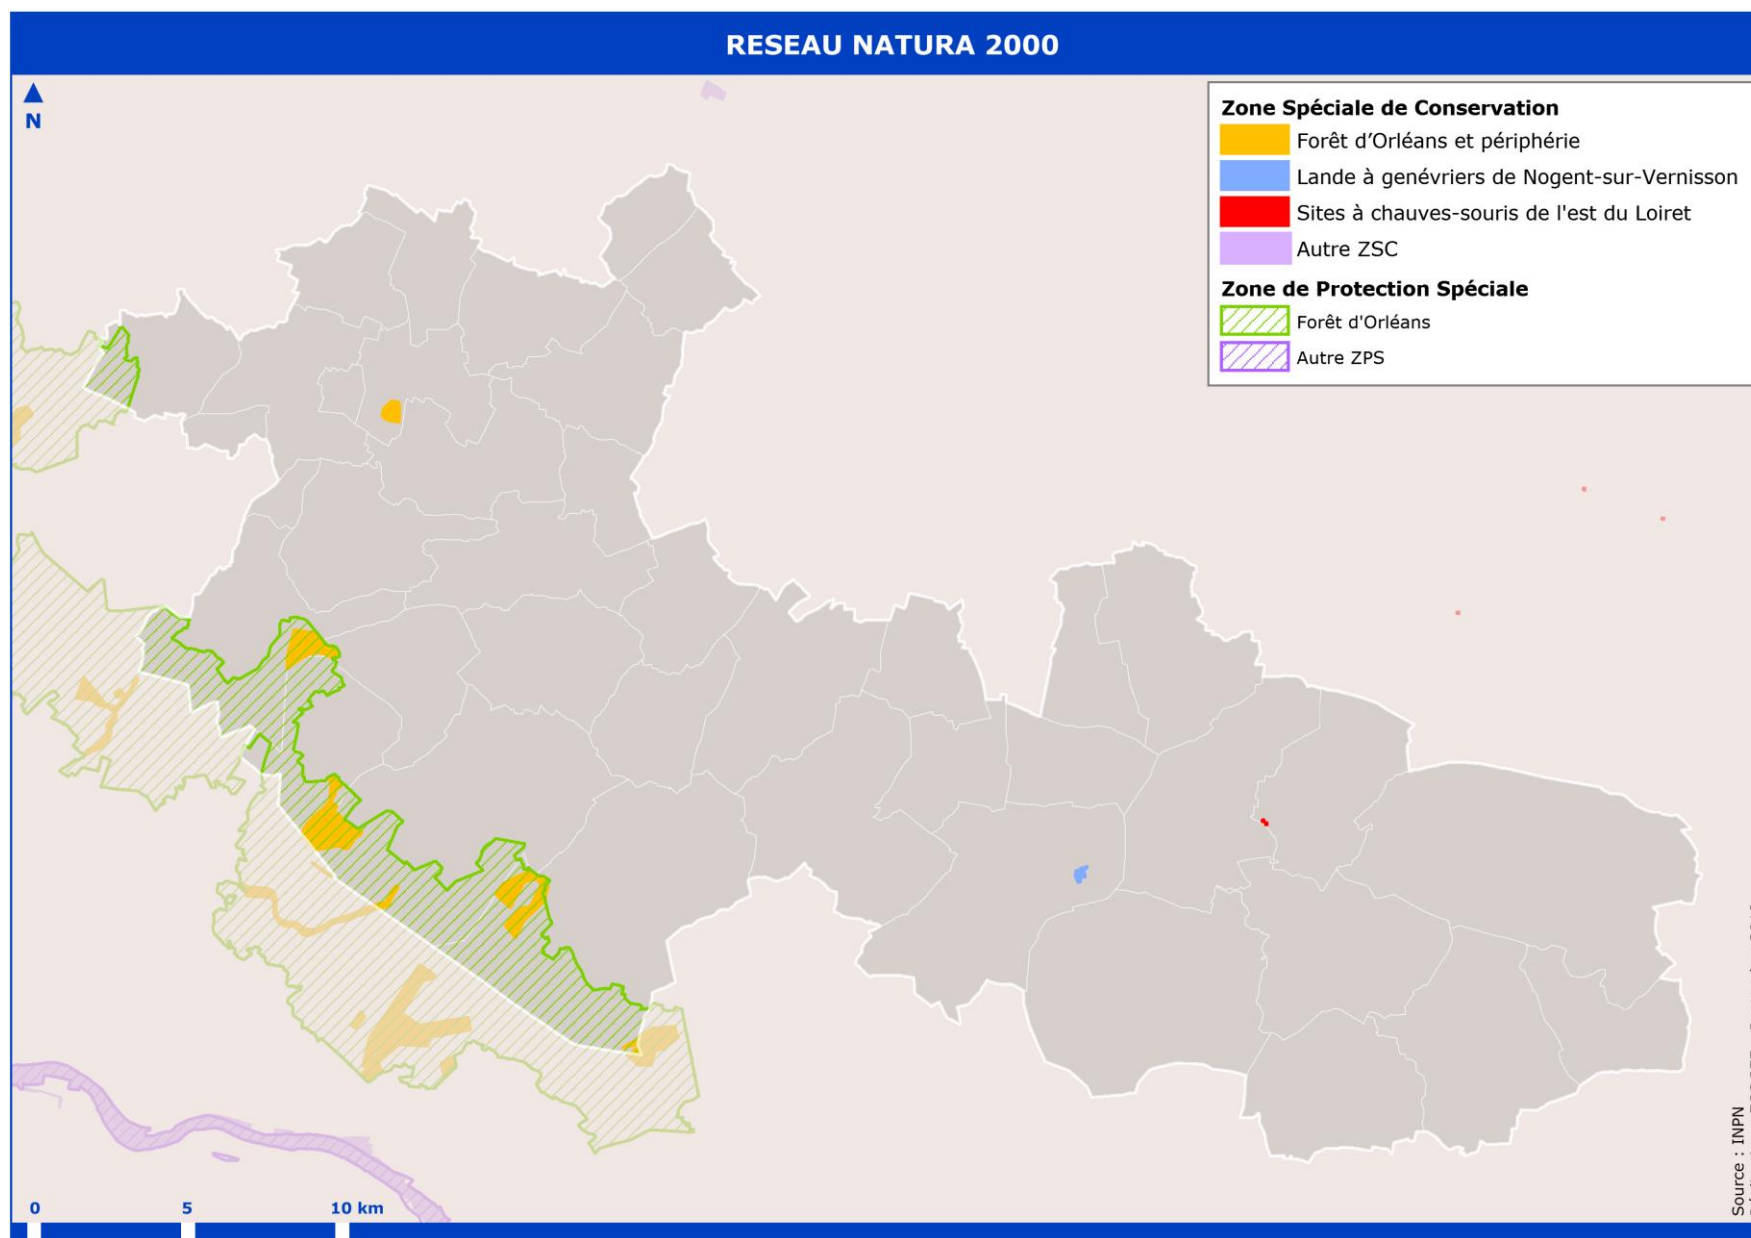 RESEAU NATURA 2000
N
Zone Spéciale de Conservation
Forêt d’Orléans et périphérie
Lande à genévriers de Nogent-sur-Vernisson
Sites à chauves-souris de l'est du Loiret
Autre ZSC
Zone de Protection Spéciale
Forêt d'Orléans
Autre ZPS
0 5 10 km
Source : INPN